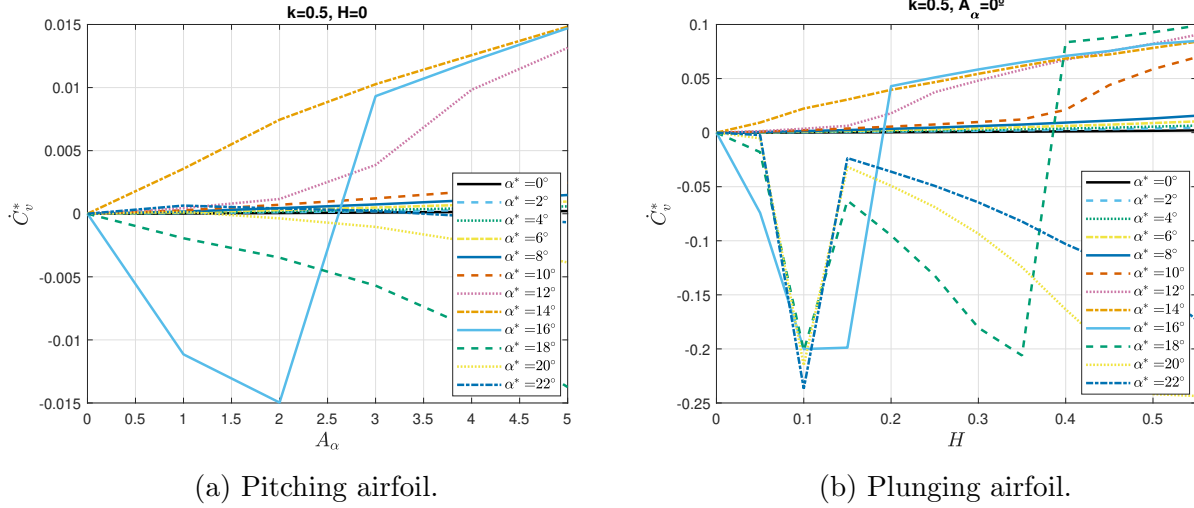 k=0.5, H=0
0.015
0.01
0.005
0
-0.005
-0.01
-0.015
Ċ*ᵥ
0 0.5 1 1.5 2 2.5 3 3.5 4 4.5 5
A_α
α* =0°
α* =2°
α* =4°
α* =6°
α* =8°
α* =10°
α* =12°
α* =14°
α* =16°
α* =18°
α* =20°
α* =22°
(a) Pitching airfoil.
k=0.5, A_α=0º
0.1
0.05
0
-0.05
-0.1
-0.15
-0.2
-0.25
Ċ*ᵥ
0 0.1 0.2 0.3 0.4 0.5
H
α* =0°
α* =2°
α* =4°
α* =6°
α* =8°
α* =10°
α* =12°
α* =14°
α* =16°
α* =18°
α* =20°
α* =22°
(b) Plunging airfoil.